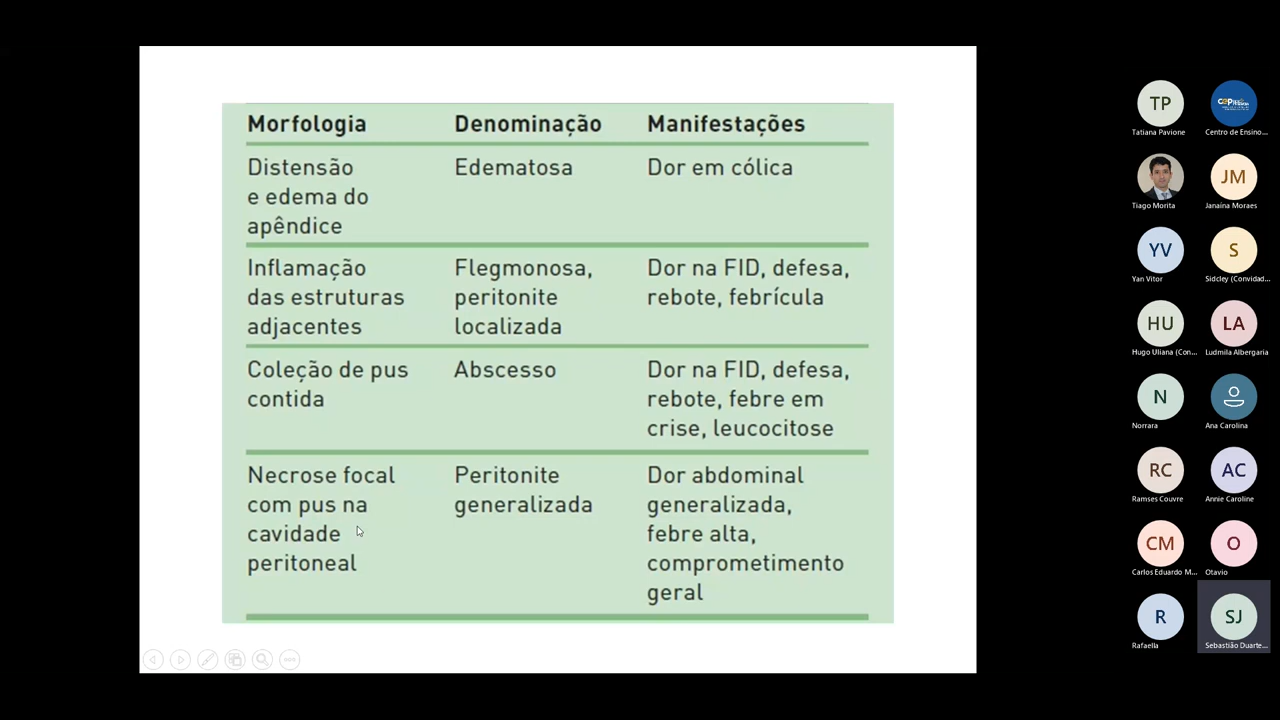 Morfologia Denominação Manifestações
Distensão Edematosa Dor em cólica
e edema do
apêndice
Inflamação Flegmonosa, Dor na FID, defesa,
das estruturas peritonite rebote, febrícula
adjacentes localizada
Coleção de pus Abscesso Dor na FID, defesa,
contida rebote, febre em
crise, leucocitose
Necrose focal Peritonite Dor abdominal
com pus na generalizada generalizada,
cavidade febre alta,
peritoneal comprometimento
geral
TP
Tatiana Pavione Centro de Ensino...
JM
Tiago Morita Janaina Moraes
YV S
Yan Vitor Sidcley (Convidad...
HU LA
Hugo Uliana (Con... Ludmila Albergaria
N
Norrara Ana Carolina
RC AC
Ramses Couvre Annie Caroline
CM O
Carlos Eduardo M... Otavio
R SJ
Rafaella Sebastião Duarte...